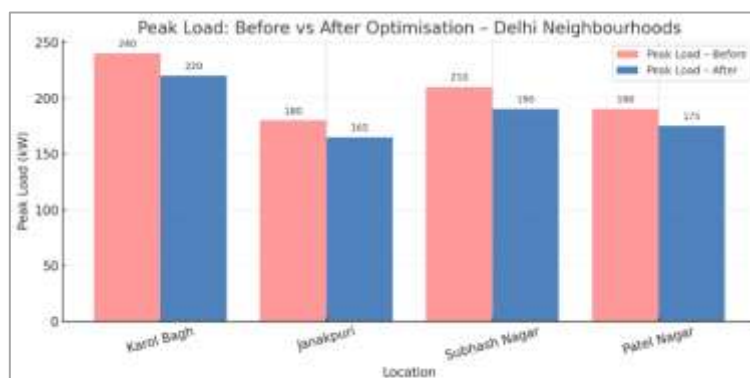 Peak Load: Before vs After Optimisation – Delhi Neighbourhoods
Peak Load – Before
Peak Load – After
Peak Load (kW)
250
200
150
100
50
0
240
220
180
165
210
190
190
175
Karol Bagh
Janakpuri
Subhash Nagar
Patel Nagar
Location